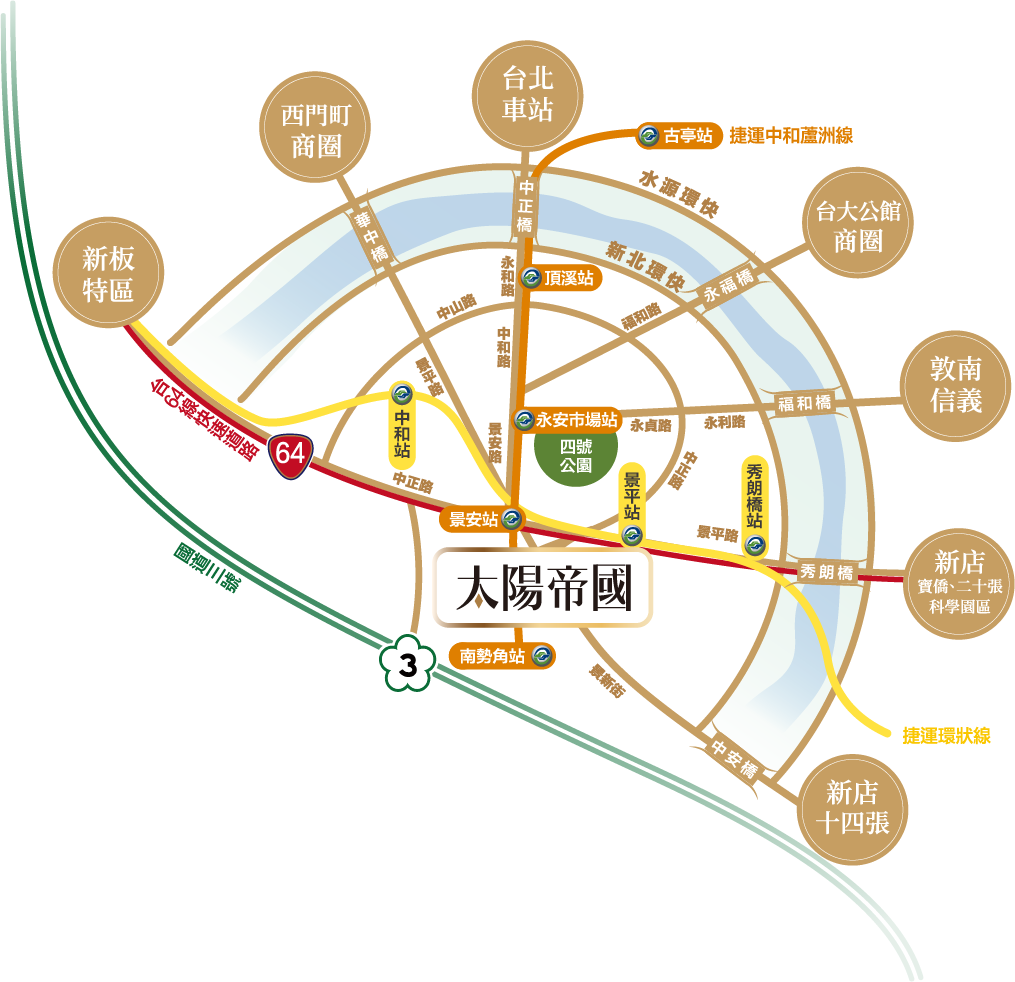 台北
車站
西門町
商圈
古亭站
捷運中和蘆洲線
水源環快
中正橋
台大公館
商圈
華中橋
新板
特區
新北環快
永和路
頂溪站
永福橋
中山路
福和路
中和路
景平路
敦南
信義
台64線快速道路
中和站
永安市場站
永貞路
永利路
福和橋
景安路
四號
公園
64
中正路
中正路
景平站
秀朗橋站
景安站
景平路
秀朗橋
新店
寶僑、二十張
科學園區
國道三號
太陽帝國
3
南勢角站
景新街
捷運環狀線
中安橋
新店
十四張